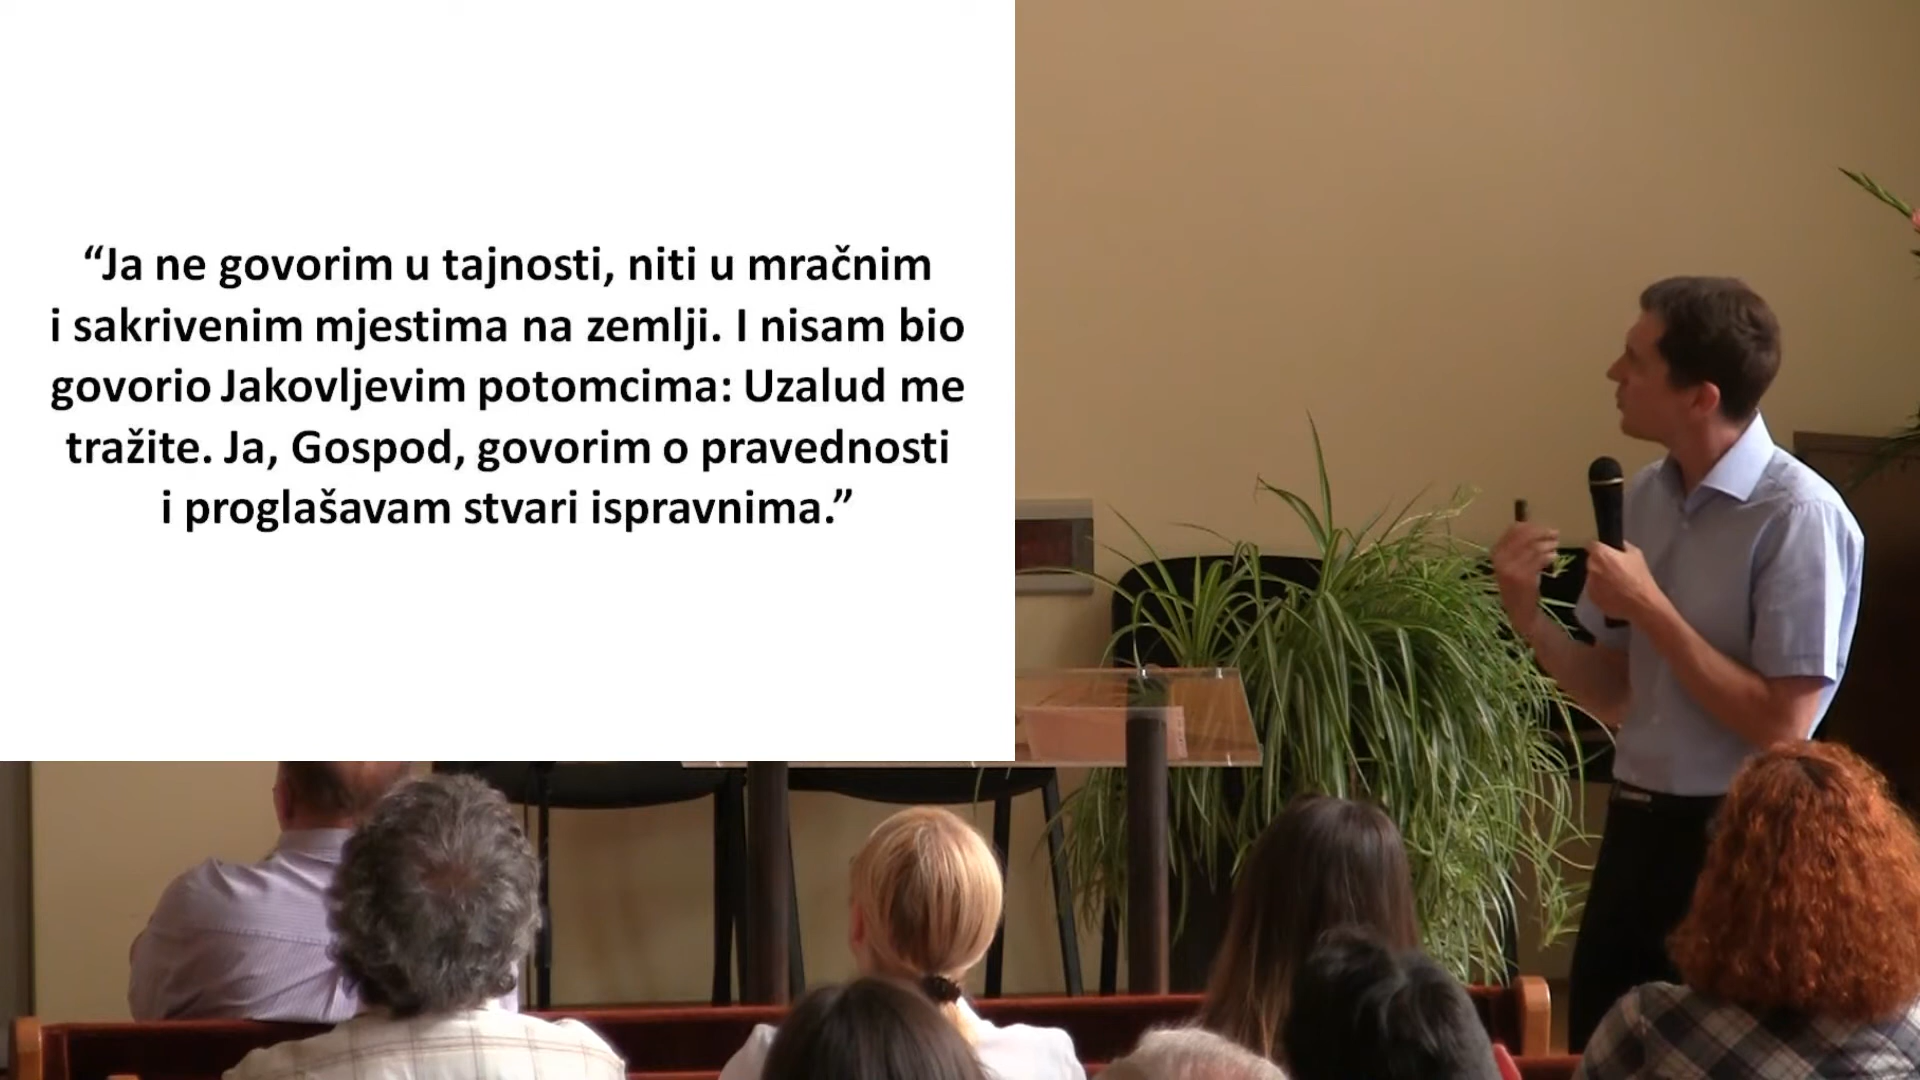 “Ja ne govorim u tajnosti, niti u mračnim
i sakrivenim mjestima na zemlji. I nisam bio
govorio Jakovljevim potomcima: Uzalud me
tražite. Ja, Gospod, govorim o pravednosti
i proglašavam stvari ispravnima.”